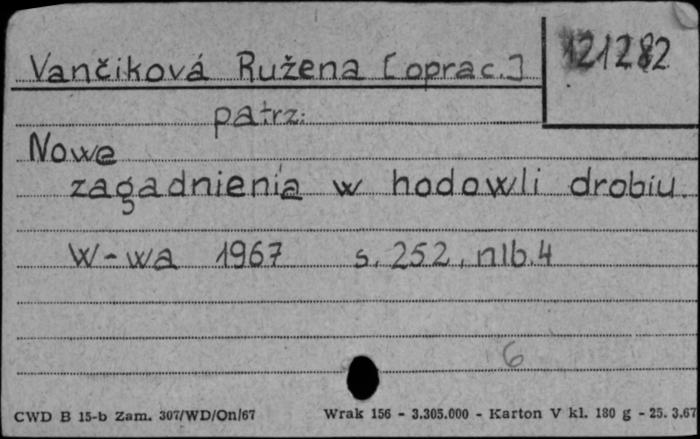 121282
Vančiková Ružena [oprac.]
patrz:
Nowe
zagadnienia w hodowli drobiu.
W-wa 1967 s. 252, nlb. 4
6
CWD B 15-b Zam. 307/WD/On/67 Wrak 156 - 3.305.000 - Karton V kl. 180 g - 25. 3.67